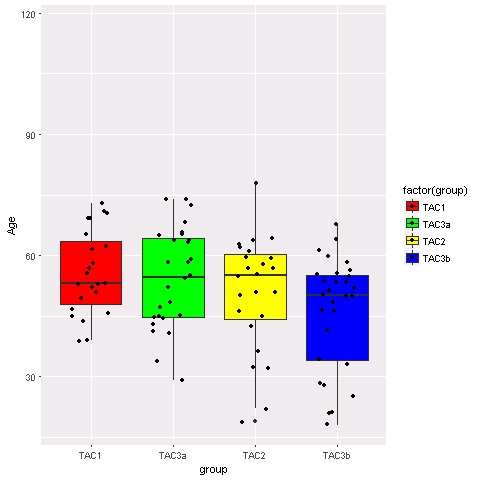 120
90
60
30
Age
TAC1 TAC3a TAC2 TAC3b
group
factor(group)
TAC1
TAC3a
TAC2
TAC3b